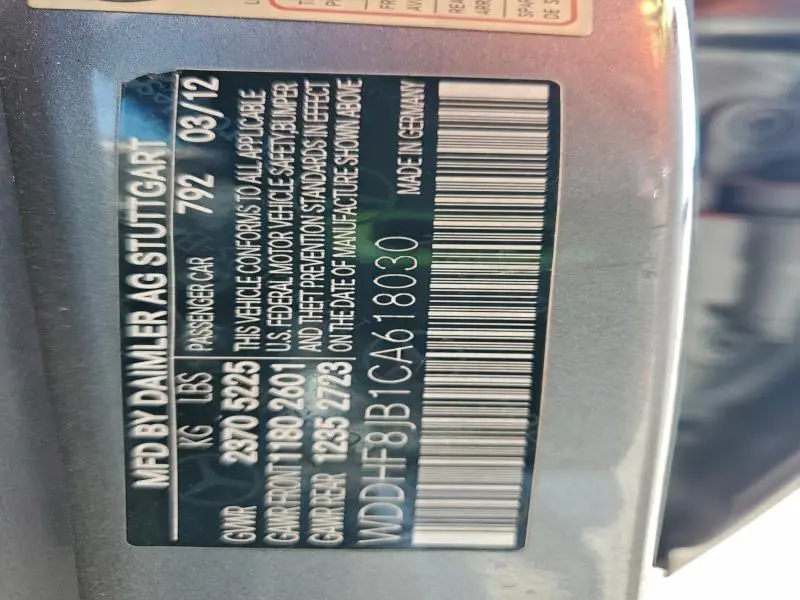 MFD BY DAIMLER AG STUTTGART
KG LBS PASSENGER CAR 792 03/12
GVWR 2370 5225 THIS VEHICLE CONFORMS TO ALL APPLICABLE
GAWR FRONT 1180 2601 U.S. FEDERAL MOTOR VEHICLE SAFETY, BUMPER
GAWR REAR 1235 2723 AND THEFT PREVENTION STANDARDS IN EFFECT
ON THE DATE OF MANUFACTURE SHOWN ABOVE
WDDHF8JB1CA618030 MADE IN GERMANY